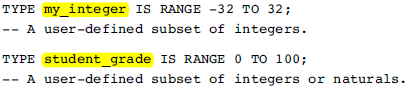 TYPE my_integer IS RANGE -32 TO 32;
-- A user-defined subset of integers.
TYPE student_grade IS RANGE 0 TO 100;
-- A user-defined subset of integers or naturals.